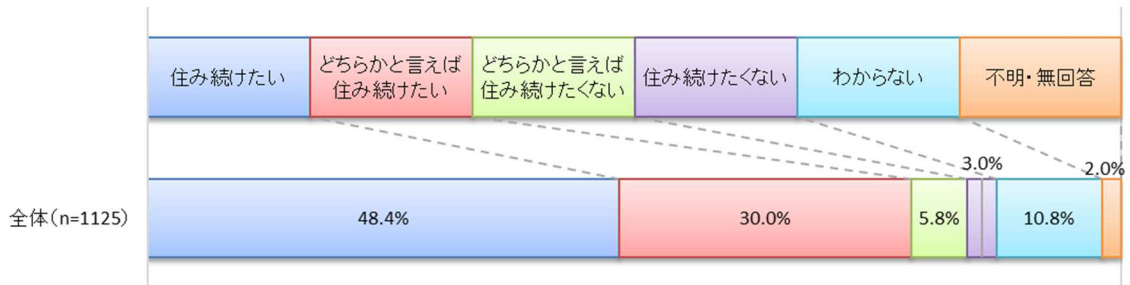 住み続けたい
どちらかと言えば
住み続けたい
どちらかと言えば
住み続けたくない
住み続けたくない
わからない
不明・無回答
3.0%
2.0%
全体(n=1125)
48.4%
30.0%
5.8%
10.8%